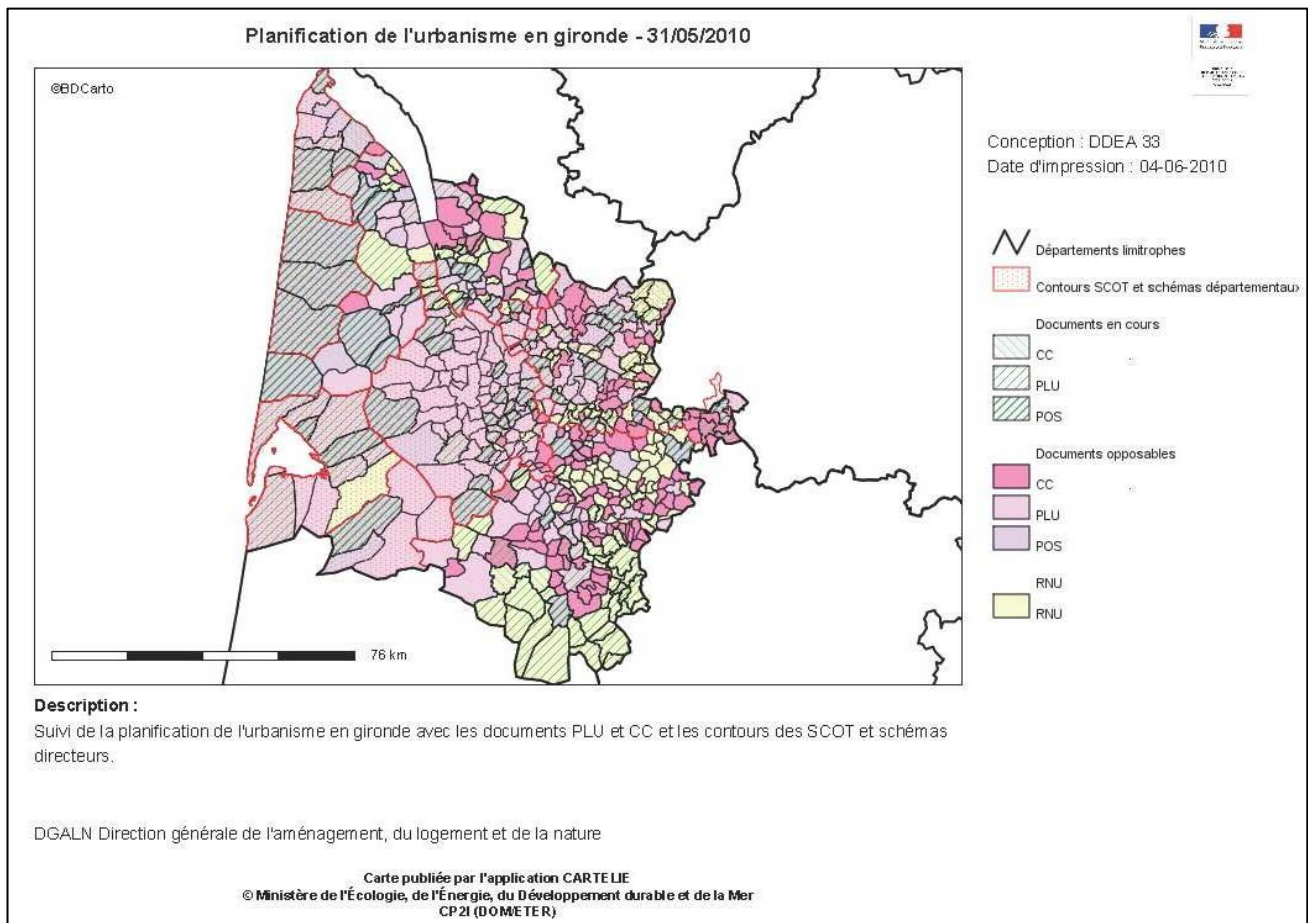 Planification de l'urbanisme en gironde - 31/05/2010
©BDCarto
Conception : DDEA 33
Date d'impression : 04-06-2010
Départements limitrophes
Contours SCOT et schémas départementaux
Documents en cours
CC
PLU
POS
Documents opposables
CC
PLU
POS
RNU
RNU
76 km
Description :
Suivi de la planification de l'urbanisme en gironde avec les documents PLU et CC et les contours des SCOT et schémas
directeurs.
DGALN Direction générale de l'aménagement, du logement et de la nature
Carte publiée par l'application CARTELIE
© Ministère de l'Écologie, de l'Énergie, du Développement durable et de la Mer
CP2I (DOM/ETER)